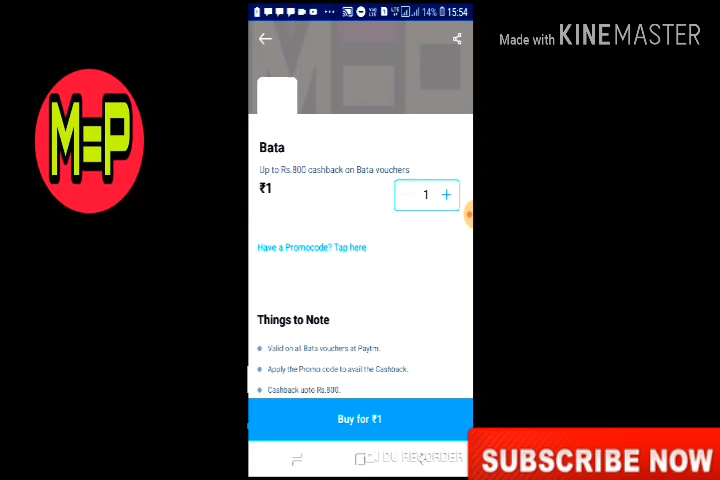 14% 15:54
Made with KINEMASTER
M=P
Bata
Up to Rs.800 cashback on Bata vouchers
₹1
1 +
Have a Promocode? Tap here
Things to Note
Valid on all Bata vouchers at Paytm.
Apply the Promo code to avail the Cashback.
Cashback upto Rs.800.
Buy for ₹1
DU RECORDER
SUBSCRIBE NOW